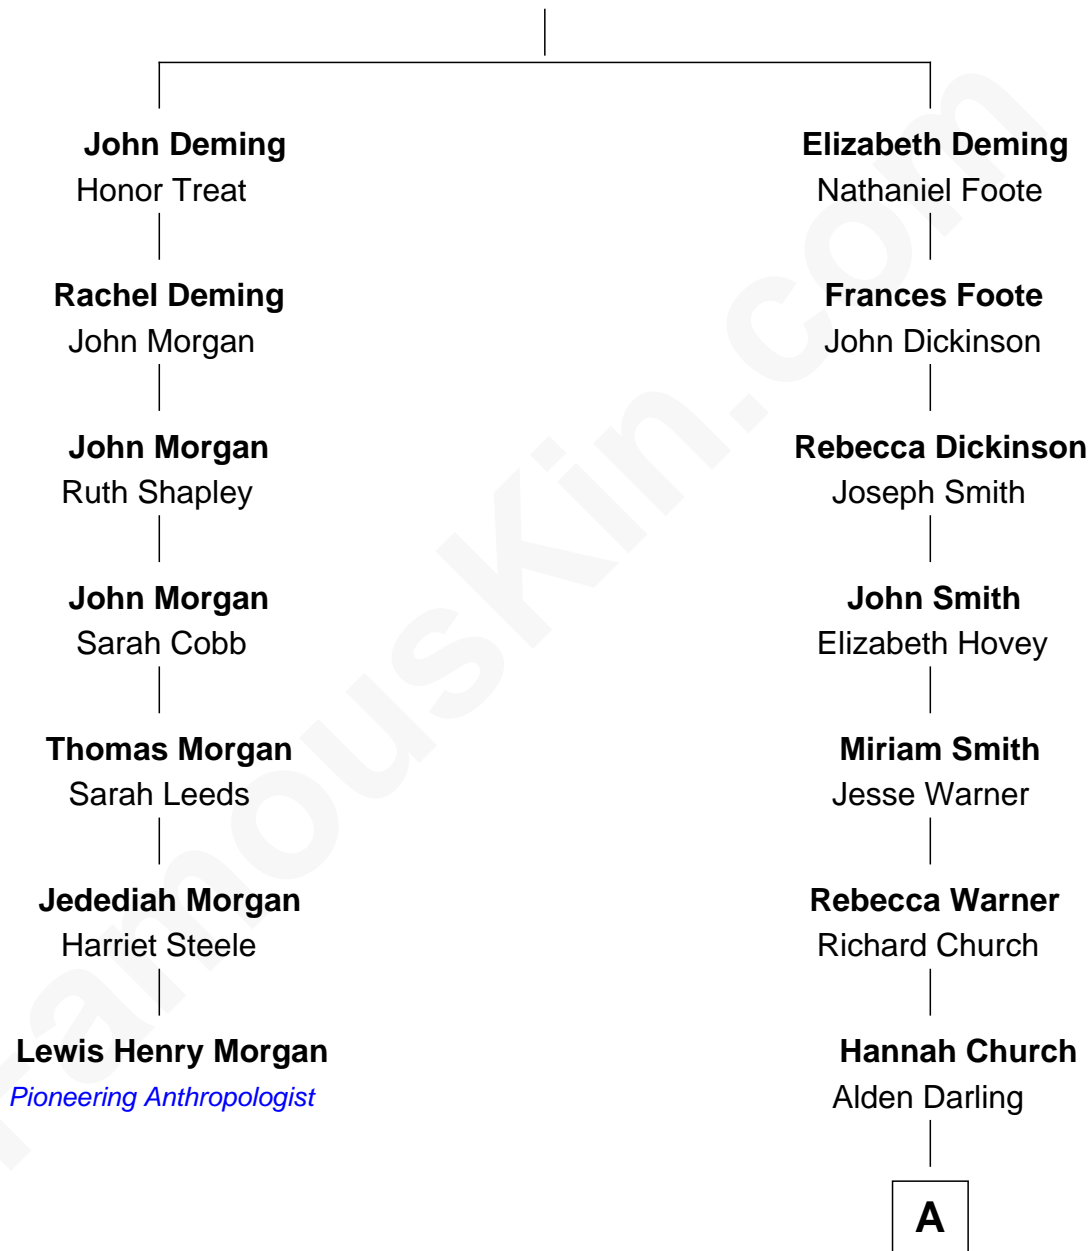 John Deming
Honor Treat
Rachel Deming
John Morgan
John Morgan
Ruth Shapley
John Morgan
Sarah Cobb
Thomas Morgan
Sarah Leeds
Jedediah Morgan
Harriet Steele
Lewis Henry Morgan
Pioneering Anthropologist
Elizabeth Deming
Nathaniel Foote
Frances Foote
John Dickinson
Rebecca Dickinson
Joseph Smith
John Smith
Elizabeth Hovey
Miriam Smith
Jesse Warner
Rebecca Warner
Richard Church
Hannah Church
Alden Darling
A
FamousKin.com